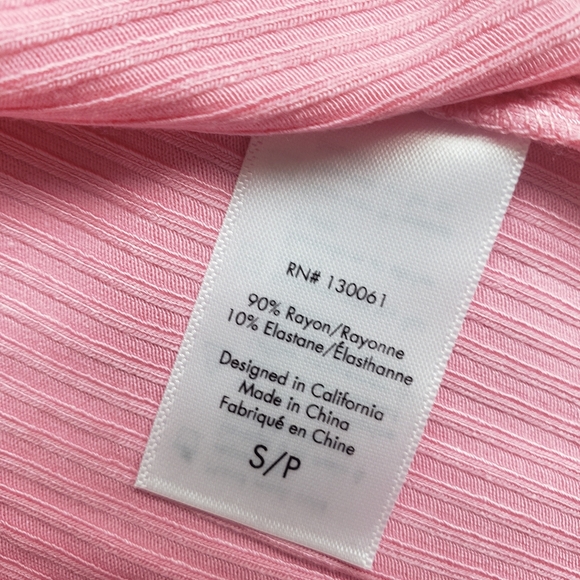 RN# 130061
90% Rayon/Rayonne
10% Elastane/Élasthanne
Designed in California
Made in China
Fabriqué en Chine
S/P